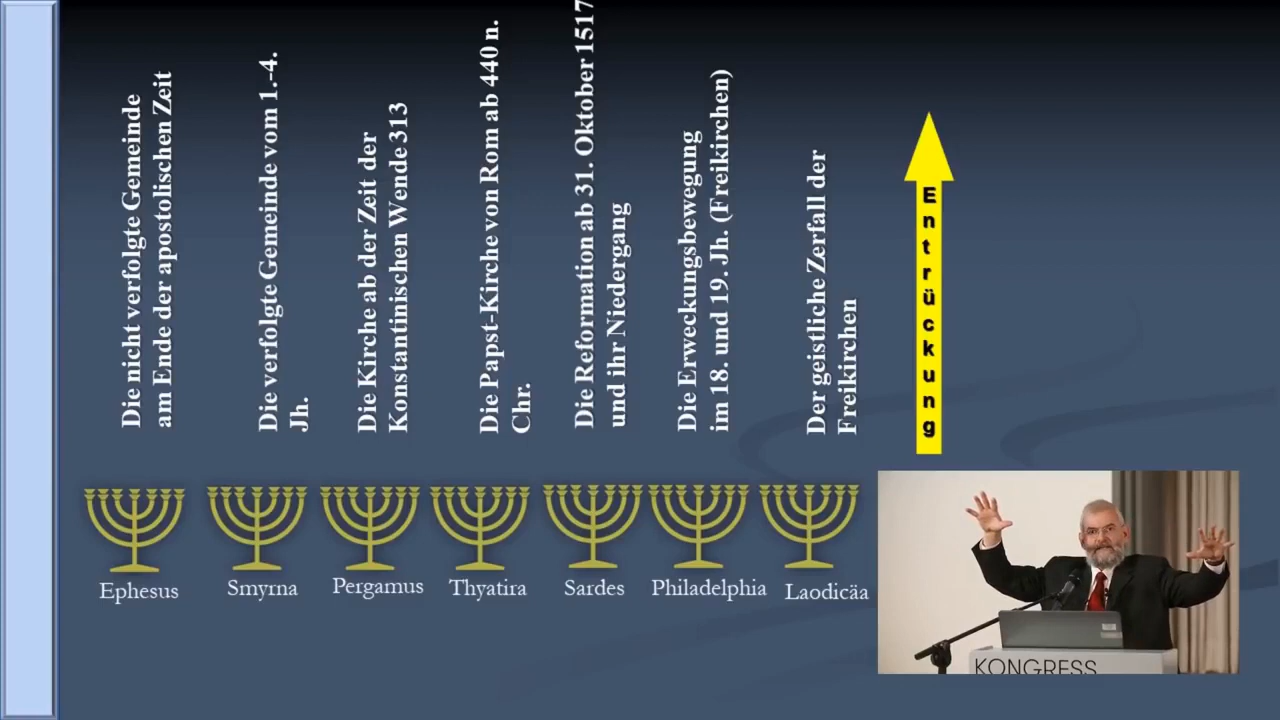 Die nicht verfolgte Gemeinde
am Ende der apostolischen Zeit
Die verfolgte Gemeinde vom 1.-4.
Jh.
Die Kirche ab der Zeit der
Konstantinischen Wende 313
Die Papst-Kirche von Rom ab 440 n.
Chr.
Die Reformation ab 31. Oktober 1517
und ihr Niedergang
Die Erweckungsbewegung
im 18. und 19. Jh. (Freikirchen)
Der geistliche Zerfall der
Freikirchen
Entrückung
Ephesus
Smyrna
Pergamus
Thyatira
Sardes
Philadelphia
Laodicäa
KONGRESS